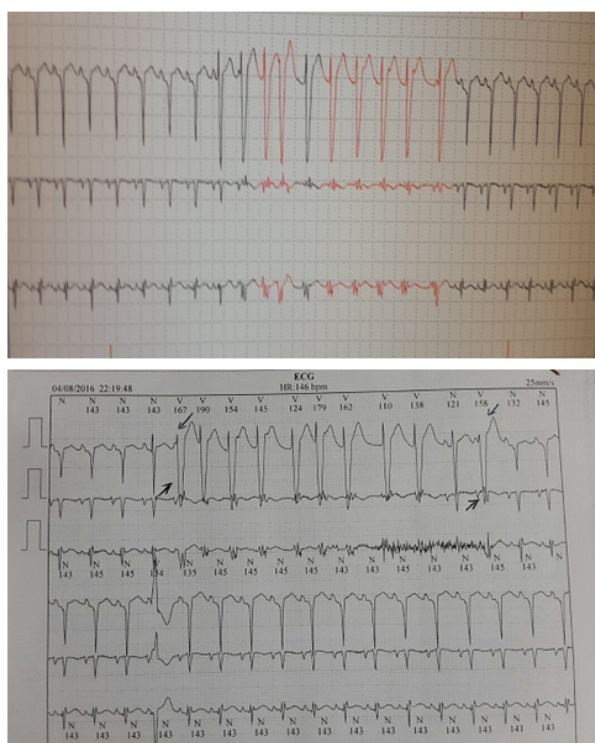 ECG
04/08/2016 22:19:48 HR:146 bpm 25mm/s
N N N N V V V V V V V V V N V N N
143 143 143 167 190 154 145 124 179 162 110 138 121 158 132 145
N N N N N N N N N N N N N N N N
143 145 145 154 135 145 145 145 145 143 143 145 143 143 145 143
N N N N N N N N N N N N N N N N
143 143 143 143 143 143 143 143 143 143 143 143 143 143 141 143